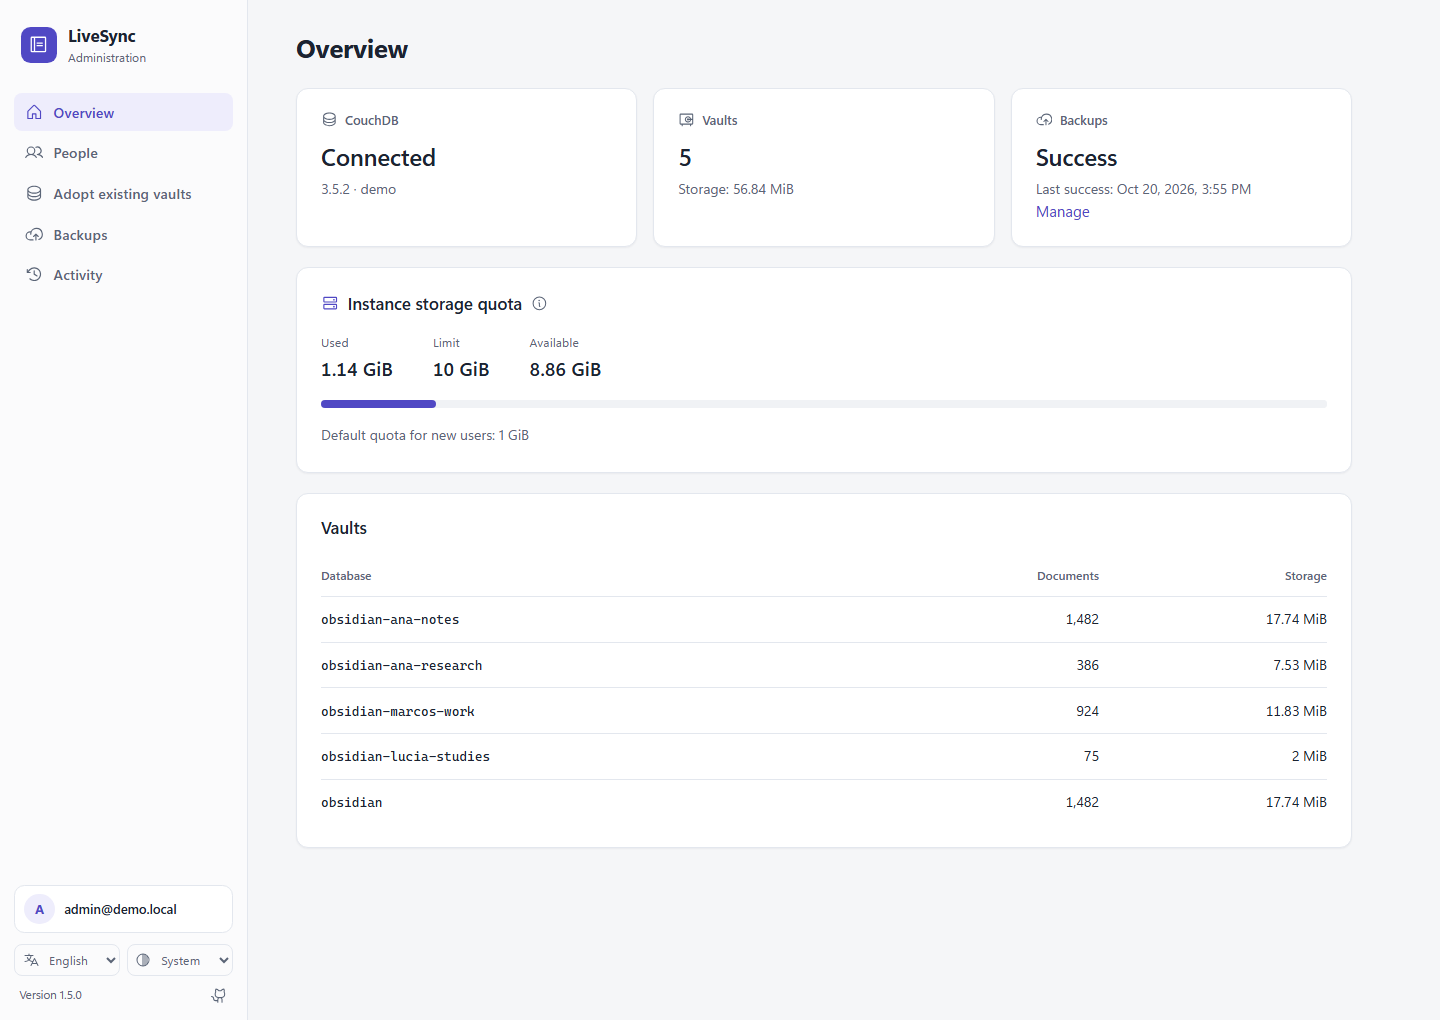 LiveSync
Administration
Overview
People
Adopt existing vaults
Backups
Activity
A
admin@demo.local
English
System
Version 1.5.0
Overview
CouchDB
Connected
3.5.2 · demo
Vaults
5
Storage: 56.84 MiB
Backups
Success
Last success: Oct 20, 2026, 3:55 PM
Manage
Instance storage quota
Used Limit Available
1.14 GiB 10 GiB 8.86 GiB
Default quota for new users: 1 GiB
Vaults
Database Documents Storage
obsidian-ana-notes 1,482 17.74 MiB
obsidian-ana-research 386 7.53 MiB
obsidian-marcos-work 924 11.83 MiB
obsidian-lucia-studies 75 2 MiB
obsidian 1,482 17.74 MiB